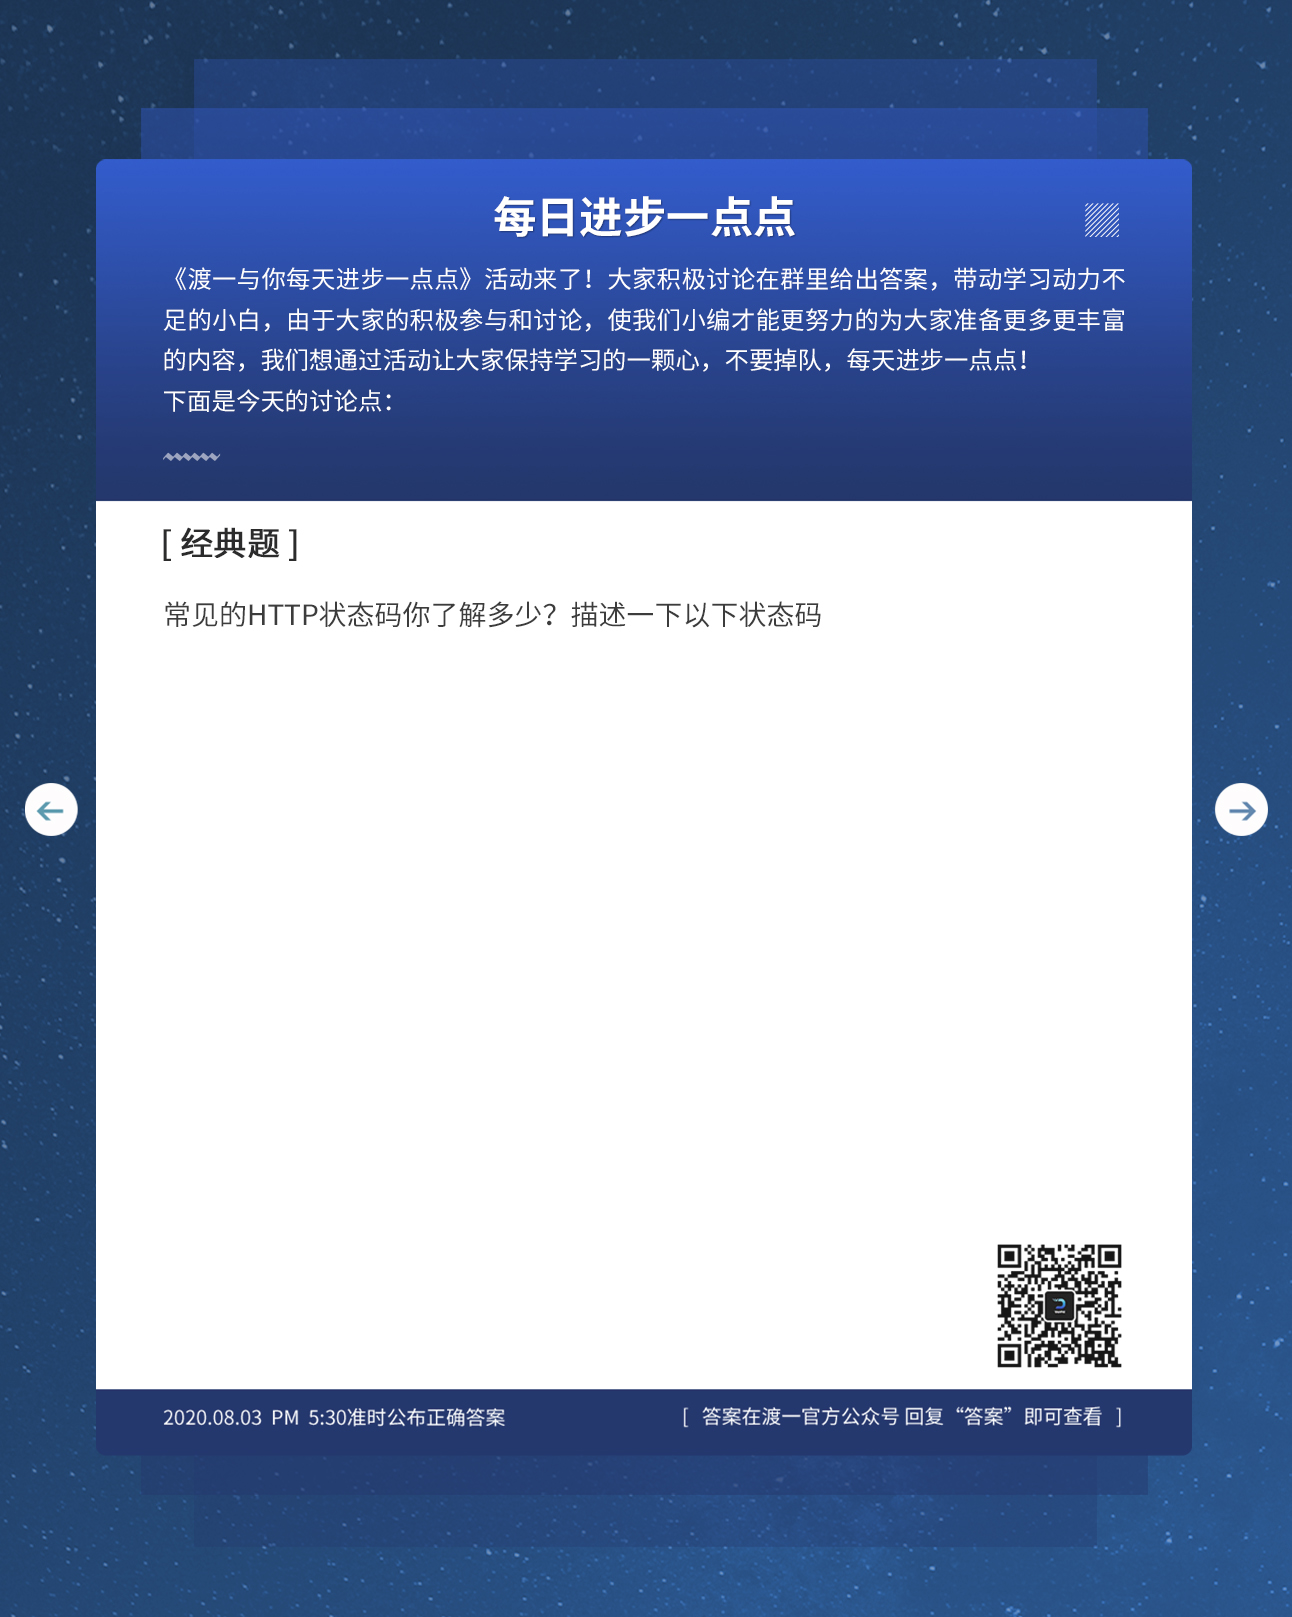 每日进步一点点
《渡一与你每天进步一点点》活动来了！大家积极讨论在群里给出答案，带动学习动力不
足的小白，由于大家的积极参与和讨论，使我们小编才能更努力的为大家准备更多更丰富
的内容，我们想通过活动让大家保持学习的一颗心，不要掉队，每天进步一点点！
下面是今天的讨论点：
[ 经典题 ]
常见的HTTP状态码你了解多少？描述一下以下状态码
2020.08.03 PM 5:30准时公布正确答案
[ 答案在渡一官方公众号 回复“答案”即可查看 ]